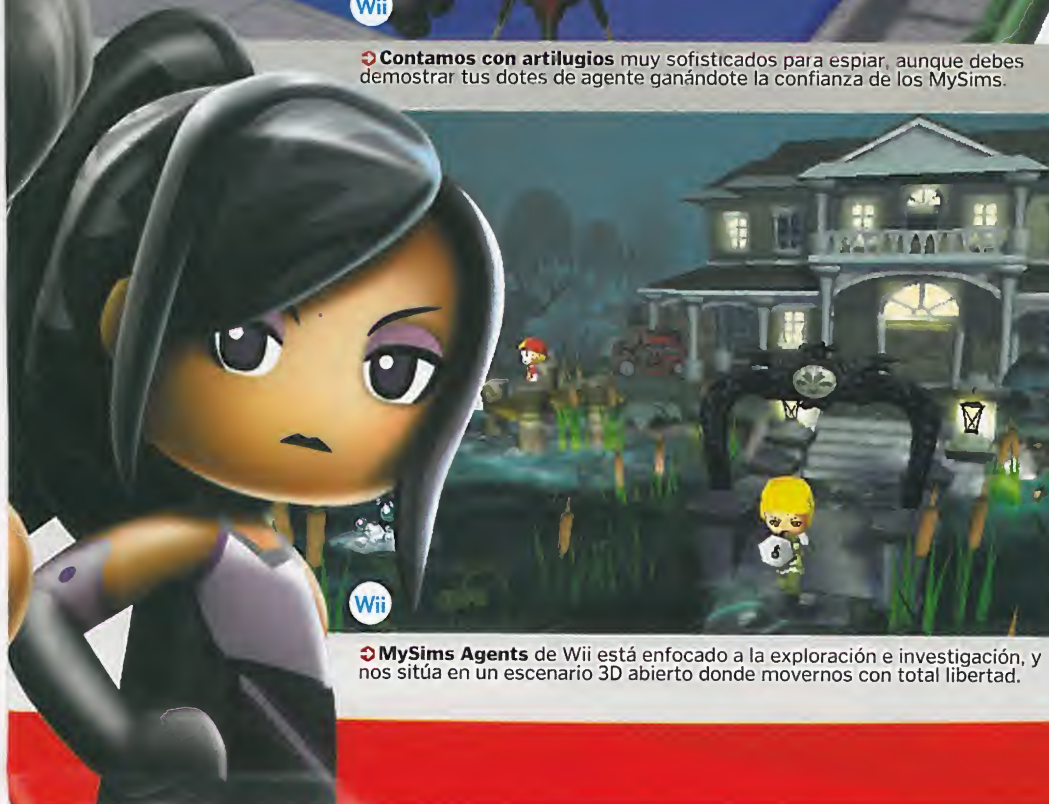 Wii
Contamos con artilugios muy sofisticados para espiar, aunque debes
demostrar tus dotes de agente ganándote la confianza de los MySims.
Wii
MySims Agents de Wii está enfocado a la exploración e investigación, y
nos sitúa en un escenario 3D abierto donde movernos con total libertad.